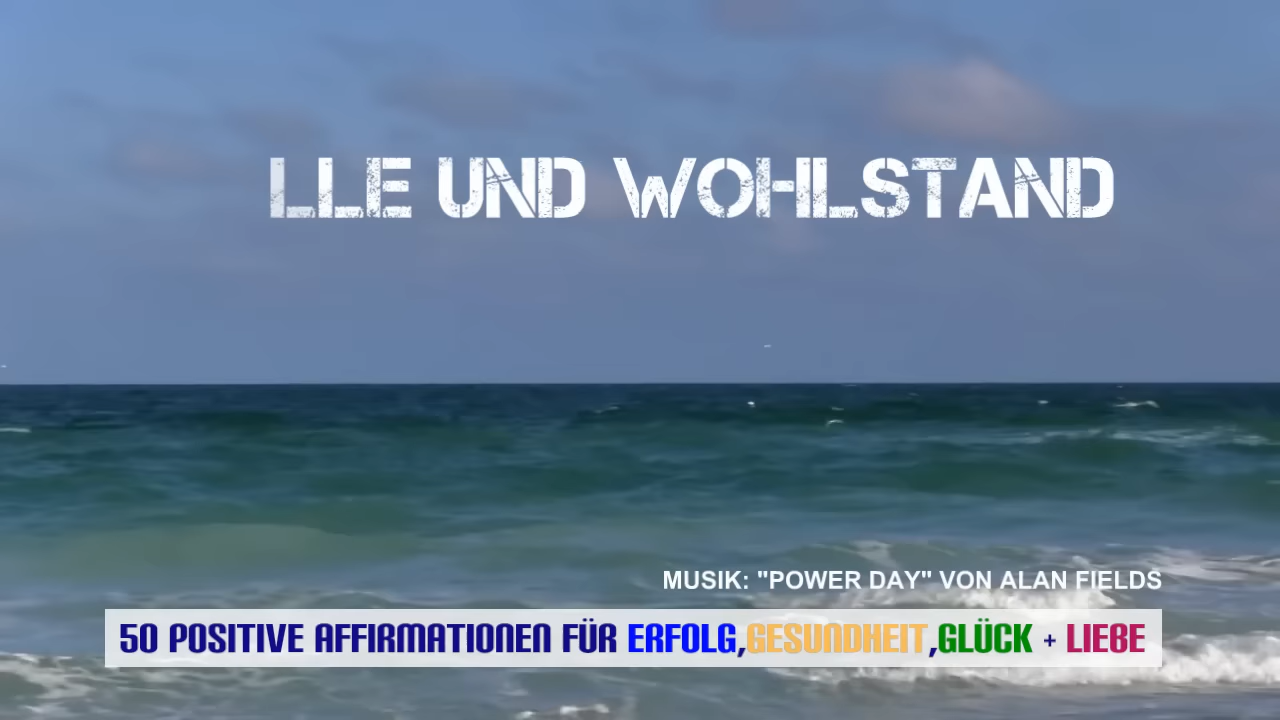 LLE UND WOHLSTAND
MUSIK: "POWER DAY" VON ALAN FIELDS
50 POSITIVE AFFIRMATIONEN FÜR ERFOLG,GESUNDHEIT,GLÜCK + LIEBE